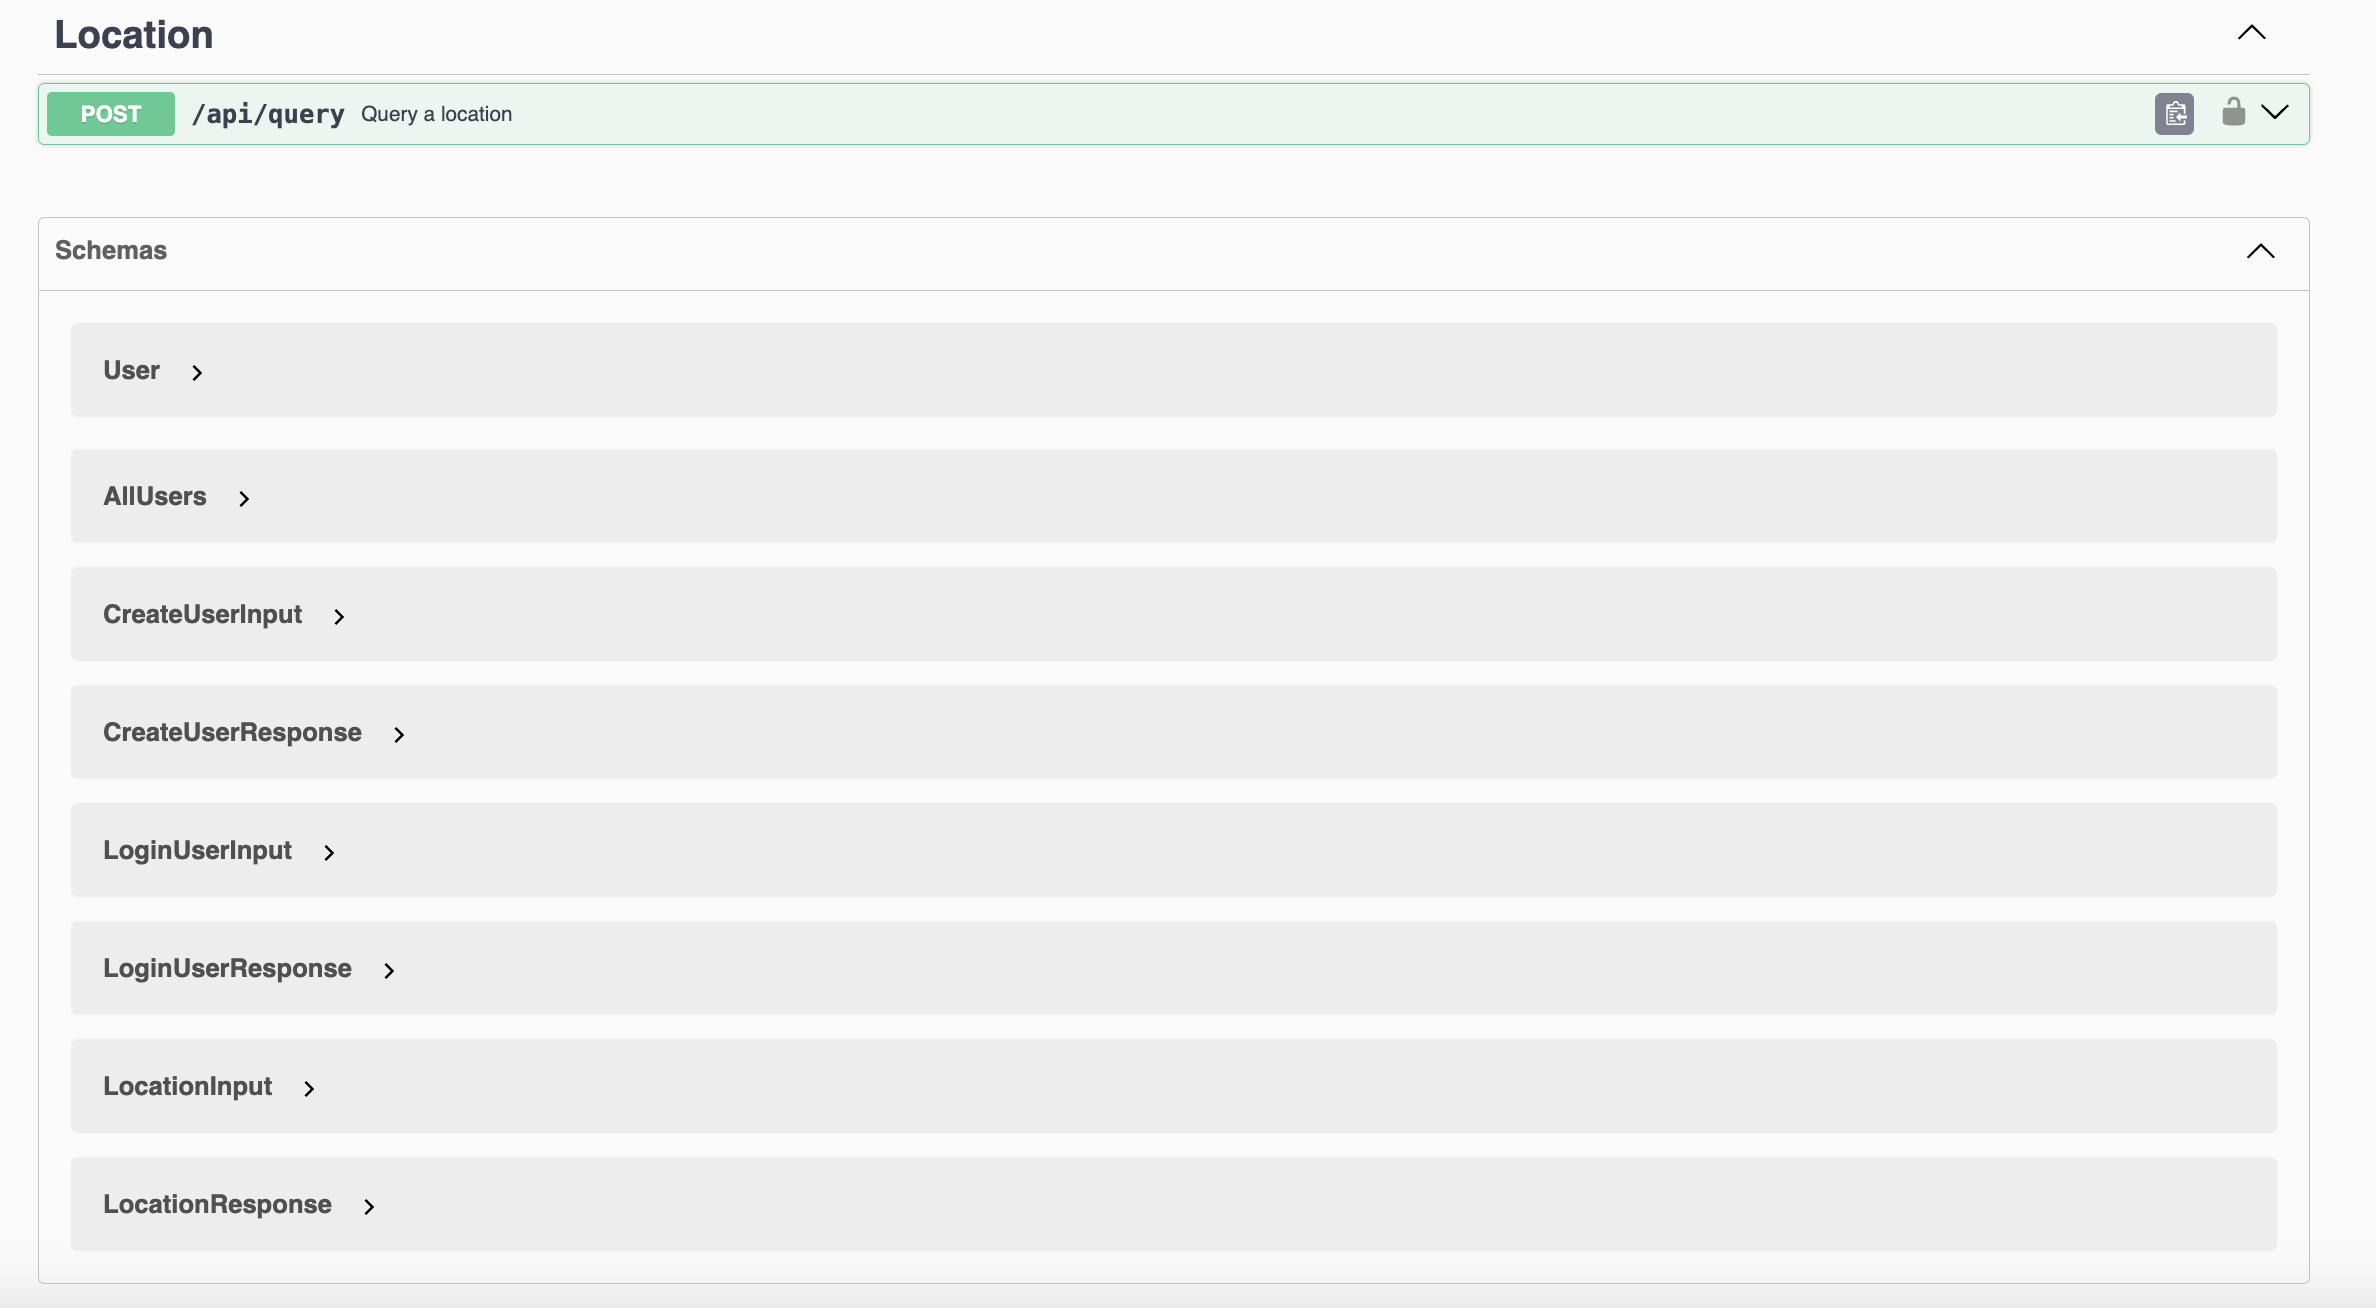 Location
POST /api/query Query a location
Schemas
User
AllUsers
CreateUserInput
CreateUserResponse
LoginUserInput
LoginUserResponse
LocationInput
LocationResponse